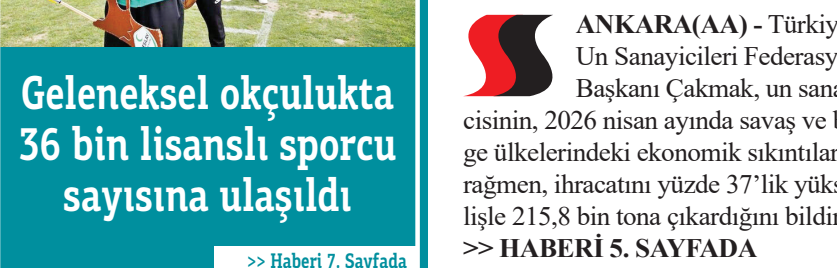 Geleneksel okçulukta
36 bin lisanslı sporcu
sayısına ulaşıldı
>> Haberi 7. Sayfada
ANKARA(AA) - Türkiy
Un Sanayicileri Federasy
Başkanı Çakmak, un sana
cisinin, 2026 nisan ayında savaş ve b
ge ülkelerindeki ekonomik sıkıntılar
rağmen, ihracatını yüzde 37’lik yüks
lişle 215,8 bin tona çıkardığını bildir
>> HABERİ 5. SAYFADA